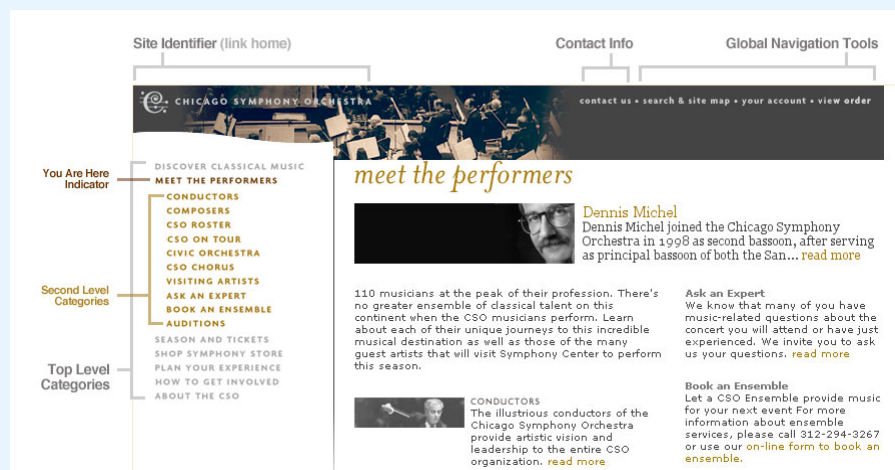 Site Identifier (link home)
Contact Info
Global Navigation Tools
CHICAGO SYMPHONY ORCHESTRA
contact us • search & site map • your account • view order
You Are Here
Indicator
DISCOVER CLASSICAL MUSIC
MEET THE PERFORMERS
CONDUCTORS
COMPOSERS
CSO ROSTER
CSO ON TOUR
CIVIC ORCHESTRA
CSO CHORUS
VISITING ARTISTS
ASK AN EXPERT
BOOK AN ENSEMBLE
AUDITIONS
Second Level
Categories
SEASON AND TICKETS
SHOP SYMPHONY STORE
PLAN YOUR EXPERIENCE
HOW TO GET INVOLVED
ABOUT THE CSO
Top Level
Categories
meet the performers
Dennis Michel
Dennis Michel joined the Chicago Symphony
Orchestra in 1998 as second bassoon, after serving
as principal bassoon of both the San... read more
110 musicians at the peak of their profession. There's
no greater ensemble of classical talent on this
continent when the CSO musicians perform. Learn
about each of their unique journeys to this incredible
musical destination as well as those of the many
guest artists that will visit Symphony Center to perform
this season.
CONDUCTORS
The illustrious conductors of the
Chicago Symphony Orchestra
provide artistic vision and
leadership to the entire CSO
organization. read more
Ask an Expert
We know that many of you have
music-related questions about the
concert you will attend or have just
experienced. We invite you to ask
us your questions. read more
Book an Ensemble
Let a CSO Ensemble provide music
for your next event For more
information about ensemble
services, please call 312-294-3267
or use our on-line form to book an
ensemble.